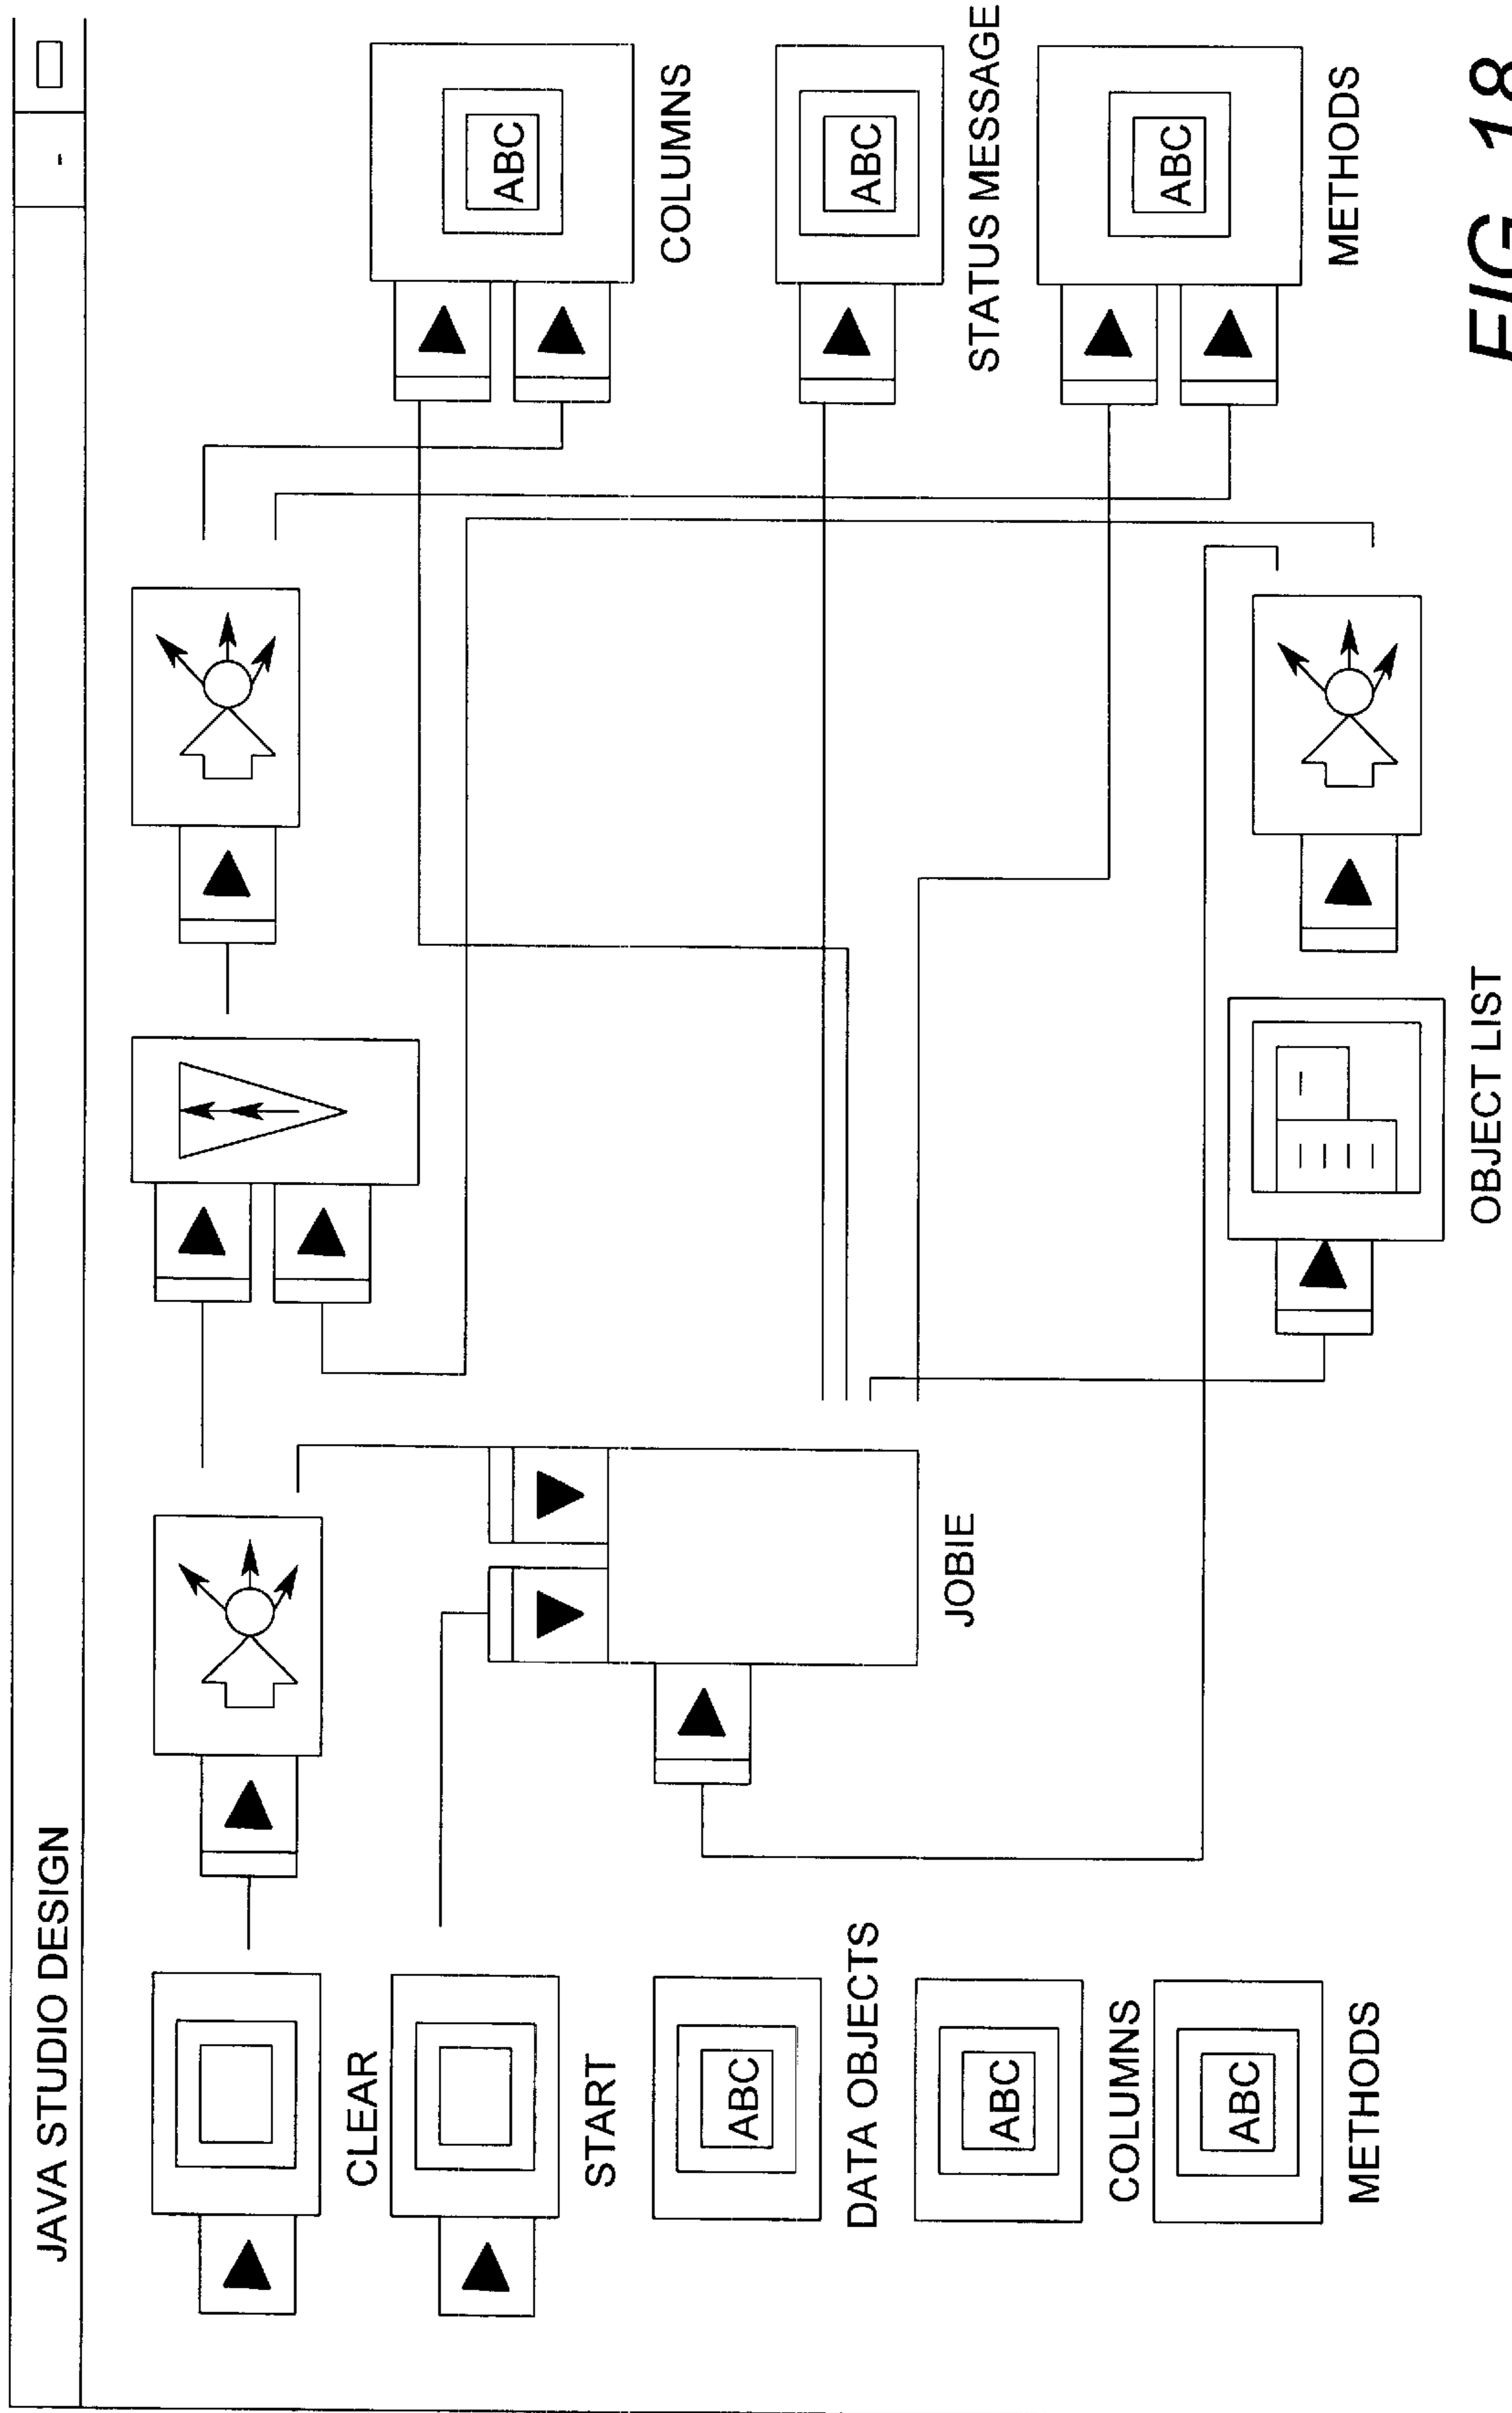 JAVA STUDIO DESIGN
-
CLEAR
START
ABC
DATA OBJECTS
ABC
COLUMNS
ABC
METHODS
JOBIE
OBJECT LIST
ABC
COLUMNS
ABC
STATUS MESSAGE
ABC
METHODS
FIG. 18